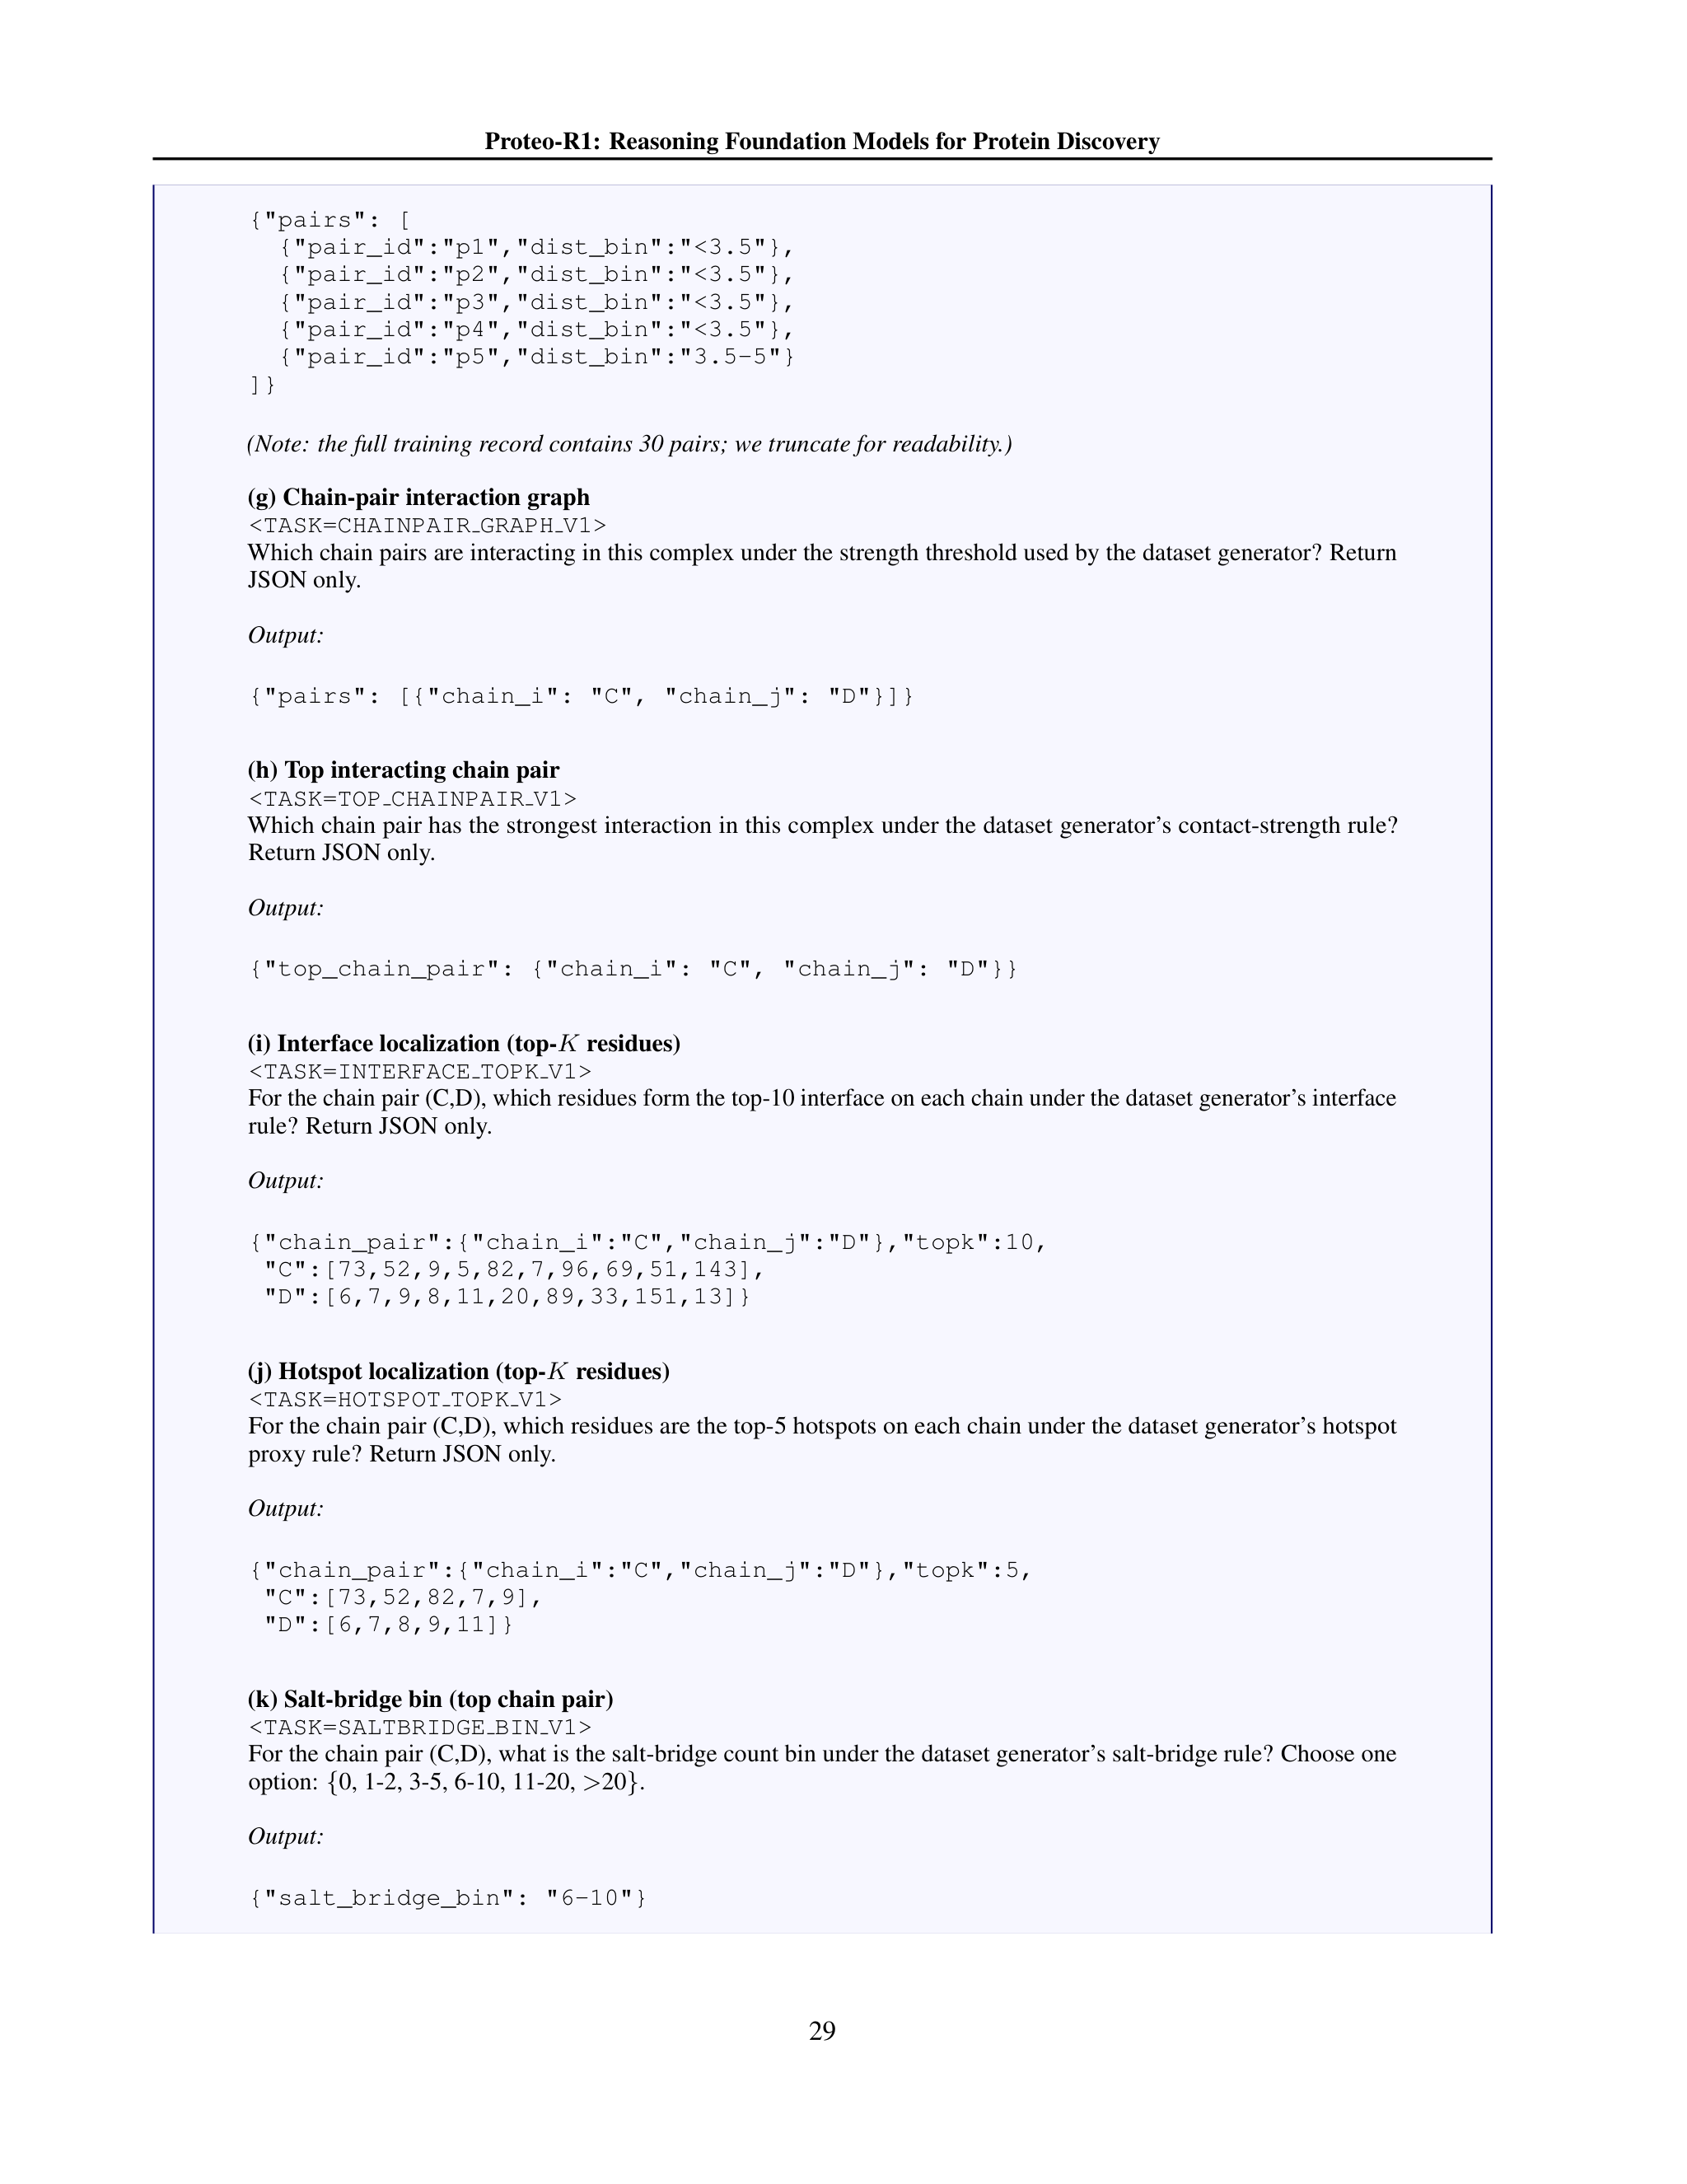 Proteo-R1: Reasoning Foundation Models for Protein Discovery
{"pairs": [
{"pair_id":"p1","dist_bin":"<3.5"},
{"pair_id":"p2","dist_bin":"<3.5"},
{"pair_id":"p3","dist_bin":"<3.5"},
{"pair_id":"p4","dist_bin":"<3.5"},
{"pair_id":"p5","dist_bin":"3.5-5"}
]}
(Note: the full training record contains 30 pairs; we truncate for readability.)
(g) Chain-pair interaction graph
<TASK=CHAINPAIR_GRAPH_V1>
Which chain pairs are interacting in this complex under the strength threshold used by the dataset generator? Return
JSON only.
Output:
{"pairs": [{"chain_i": "C", "chain_j": "D"}]}
(h) Top interacting chain pair
<TASK=TOP_CHAINPAIR_V1>
Which chain pair has the strongest interaction in this complex under the dataset generator's contact-strength rule?
Return JSON only.
Output:
{"top_chain_pair": {"chain_i": "C", "chain_j": "D"}}
(i) Interface localization (top-K residues)
<TASK=INTERFACE_TOPK_V1>
For the chain pair (C,D), which residues form the top-10 interface on each chain under the dataset generator's interface
rule? Return JSON only.
Output:
{"chain_pair":{"chain_i":"C","chain_j":"D"},"topk":10,
"C":[73,52,9,5,82,7,96,69,51,143],
"D":[6,7,9,8,11,20,89,33,151,13]}
(j) Hotspot localization (top-K residues)
<TASK=HOTSPOT_TOPK_V1>
For the chain pair (C,D), which residues are the top-5 hotspots on each chain under the dataset generator's hotspot
proxy rule? Return JSON only.
Output:
{"chain_pair":{"chain_i":"C","chain_j":"D"},"topk":5,
"C":[73,52,82,7,9],
"D":[6,7,8,9,11]}
(k) Salt-bridge bin (top chain pair)
<TASK=SALTBRIDGE_BIN_V1>
For the chain pair (C,D), what is the salt-bridge count bin under the dataset generator's salt-bridge rule? Choose one
option: {0, 1-2, 3-5, 6-10, 11-20, >20}.
Output:
{"salt_bridge_bin": "6-10"}
29